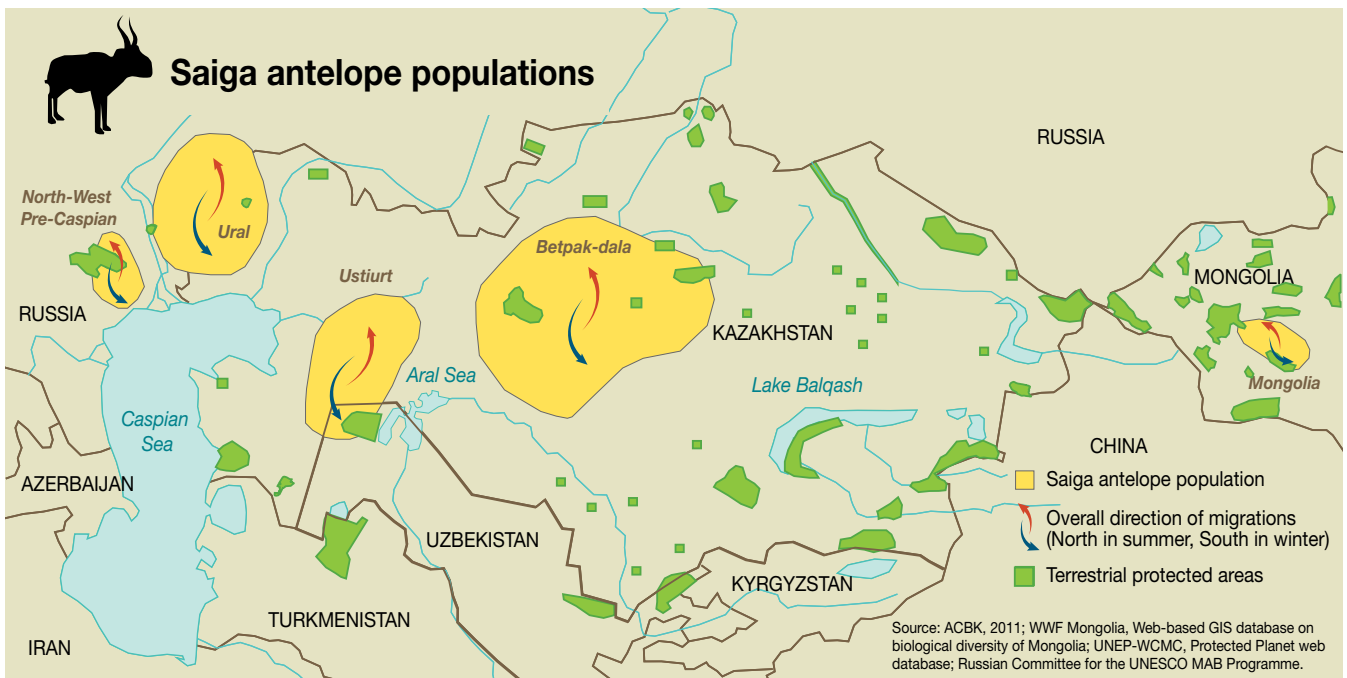 Saiga antelope populations
RUSSIA
North-West
Pre-Caspian
Ural
Betpak-dala
Ustiurt
MONGOLIA
RUSSIA
KAZAKHSTAN
Aral Sea
Lake Balqash
Mongolia
Caspian
Sea
CHINA
AZERBAIJAN
Saiga antelope population
Overall direction of migrations
(North in summer, South in winter)
UZBEKISTAN
Terrestrial protected areas
KYRGYZSTAN
TURKMENISTAN
IRAN
Source: ACBK, 2011; WWF Mongolia, Web-based GIS database on
biological diversity of Mongolia; UNEP-WCMC, Protected Planet web
database; Russian Committee for the UNESCO MAB Programme.